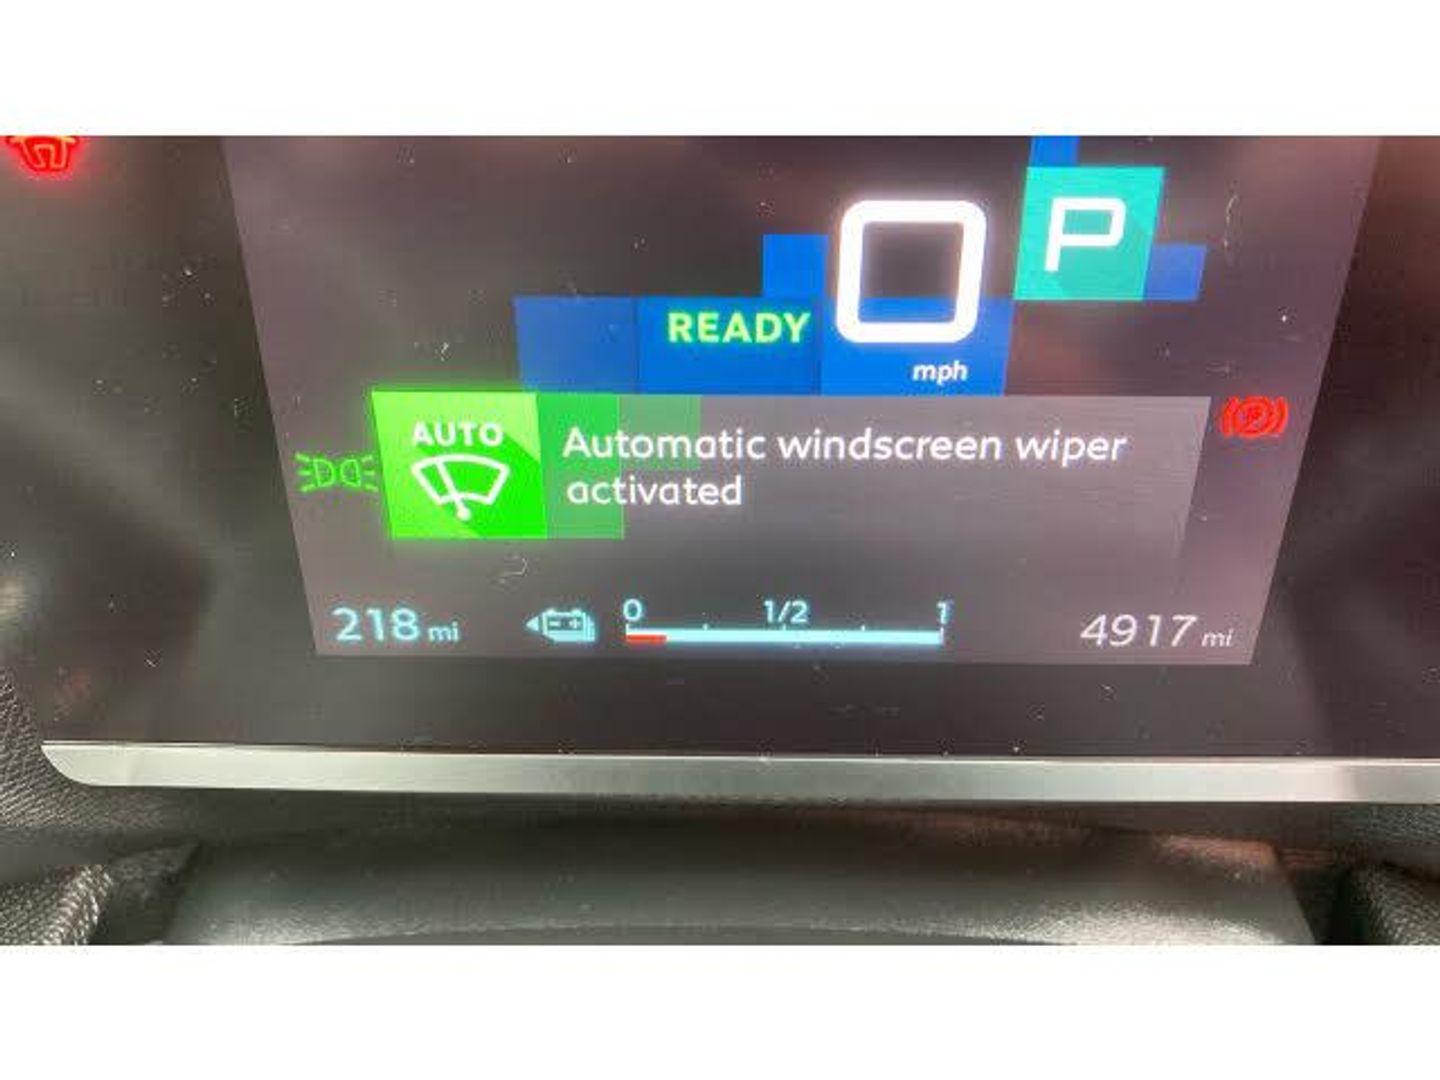 P
0
READY
mph
AUTO
Automatic windscreen wiper
activated
0 1/2 1
218 mi
4917 mi